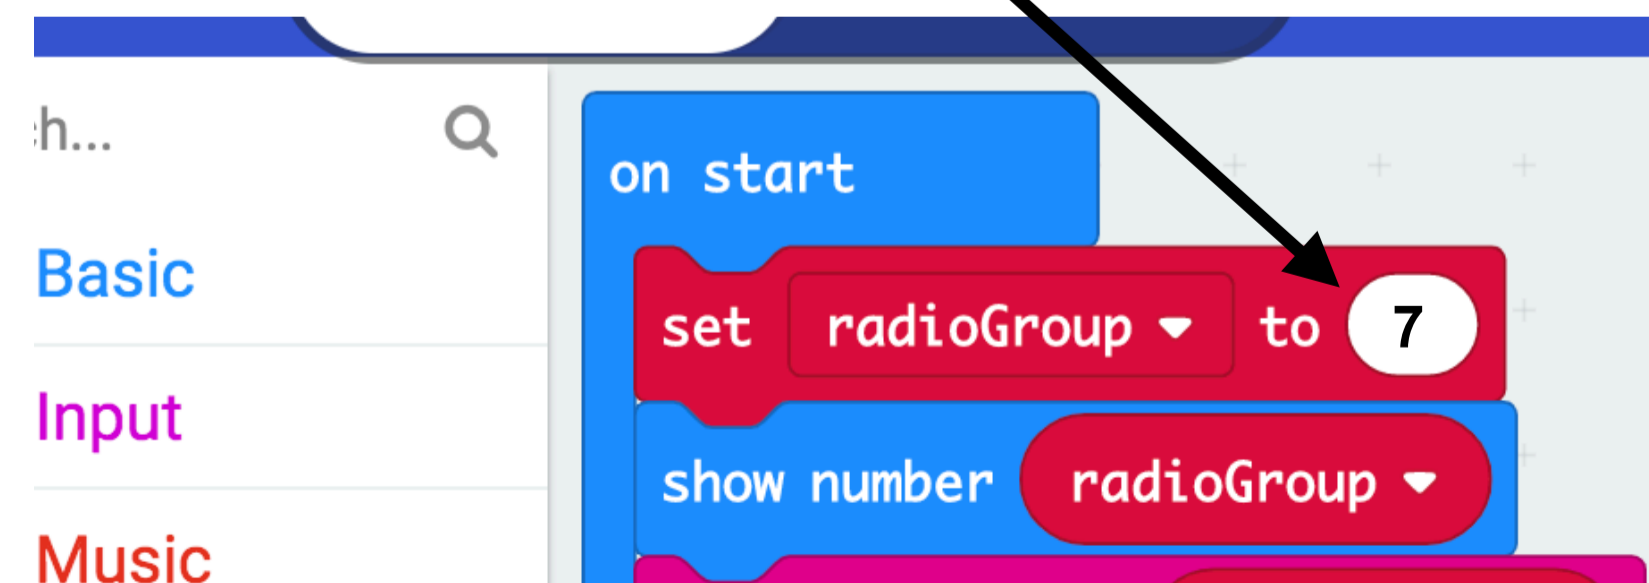 h...
Basic
Input
Music
on start
set radioGroup to 7
show number radioGroup